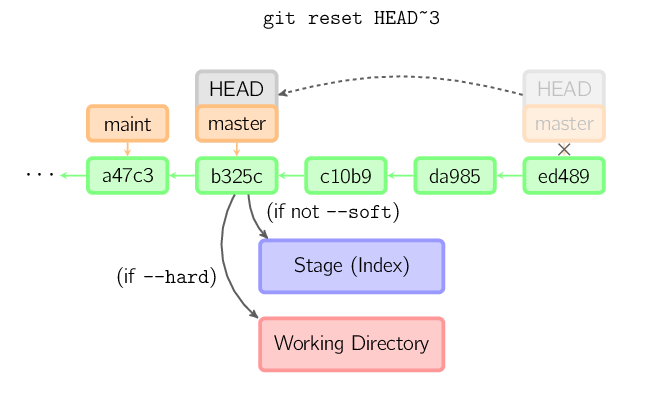 git reset HEAD~3
HEAD HEAD
maint master master
··· a47c3 b325c c10b9 da985 ed489
(if not --soft)
Stage (Index)
(if --hard)
Working Directory